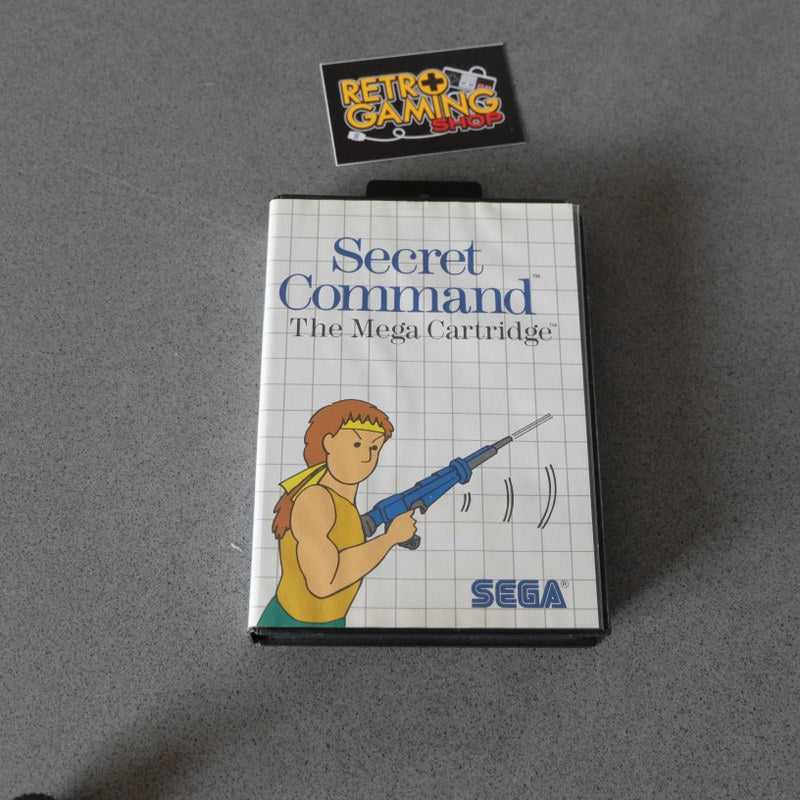 RETRO
GAMING
SHOP
Secret
Command™
The Mega Cartridge™
SEGA®